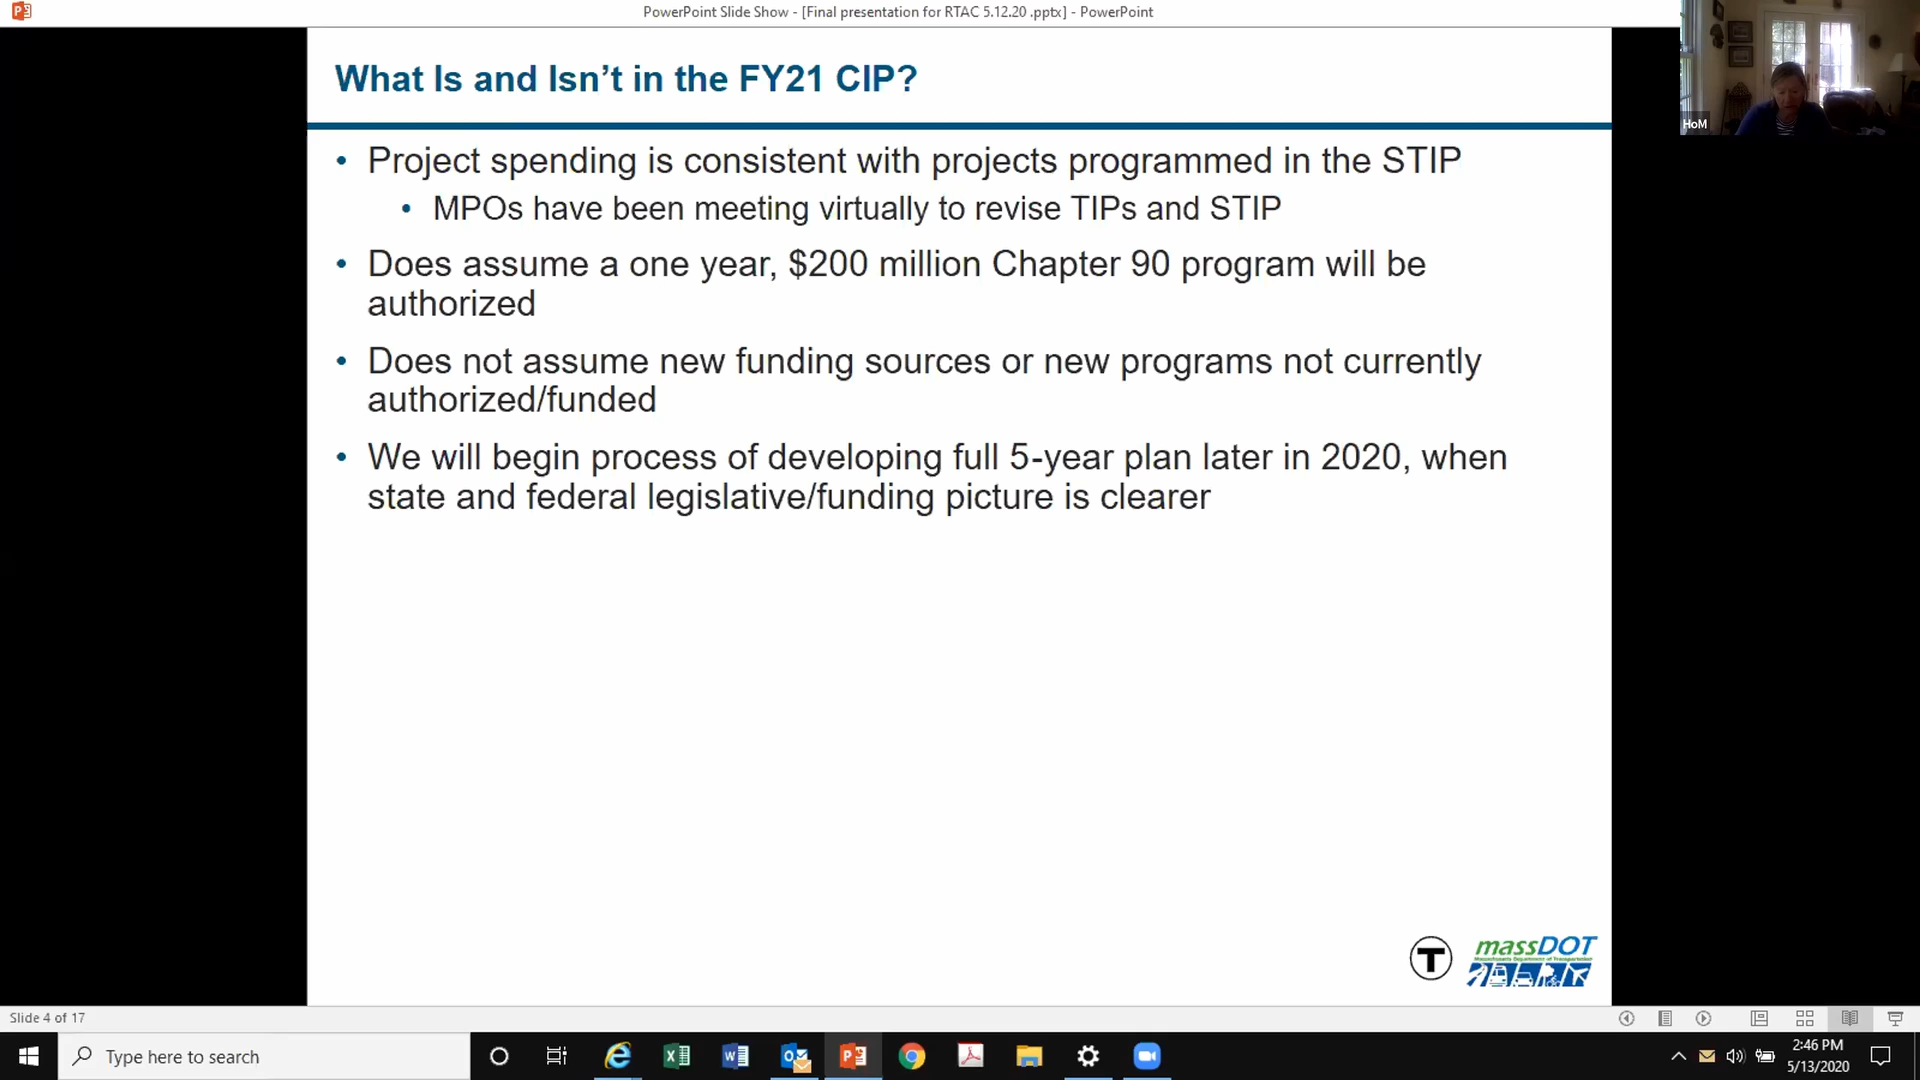 PowerPoint Slide Show - [Final presentation for RTAC 5.12.20 .pptx] - PowerPoint
HoM
What Is and Isn’t in the FY21 CIP?
• Project spending is consistent with projects programmed in the STIP
• MPOs have been meeting virtually to revise TIPs and STIP
• Does assume a one year, $200 million Chapter 90 program will be
authorized
• Does not assume new funding sources or new programs not currently
authorized/funded
• We will begin process of developing full 5-year plan later in 2020, when
state and federal legislative/funding picture is clearer
T
massDOT
Massachusetts Department of Transportation
Slide 4 of 17
Type here to search
2:46 PM
5/13/2020